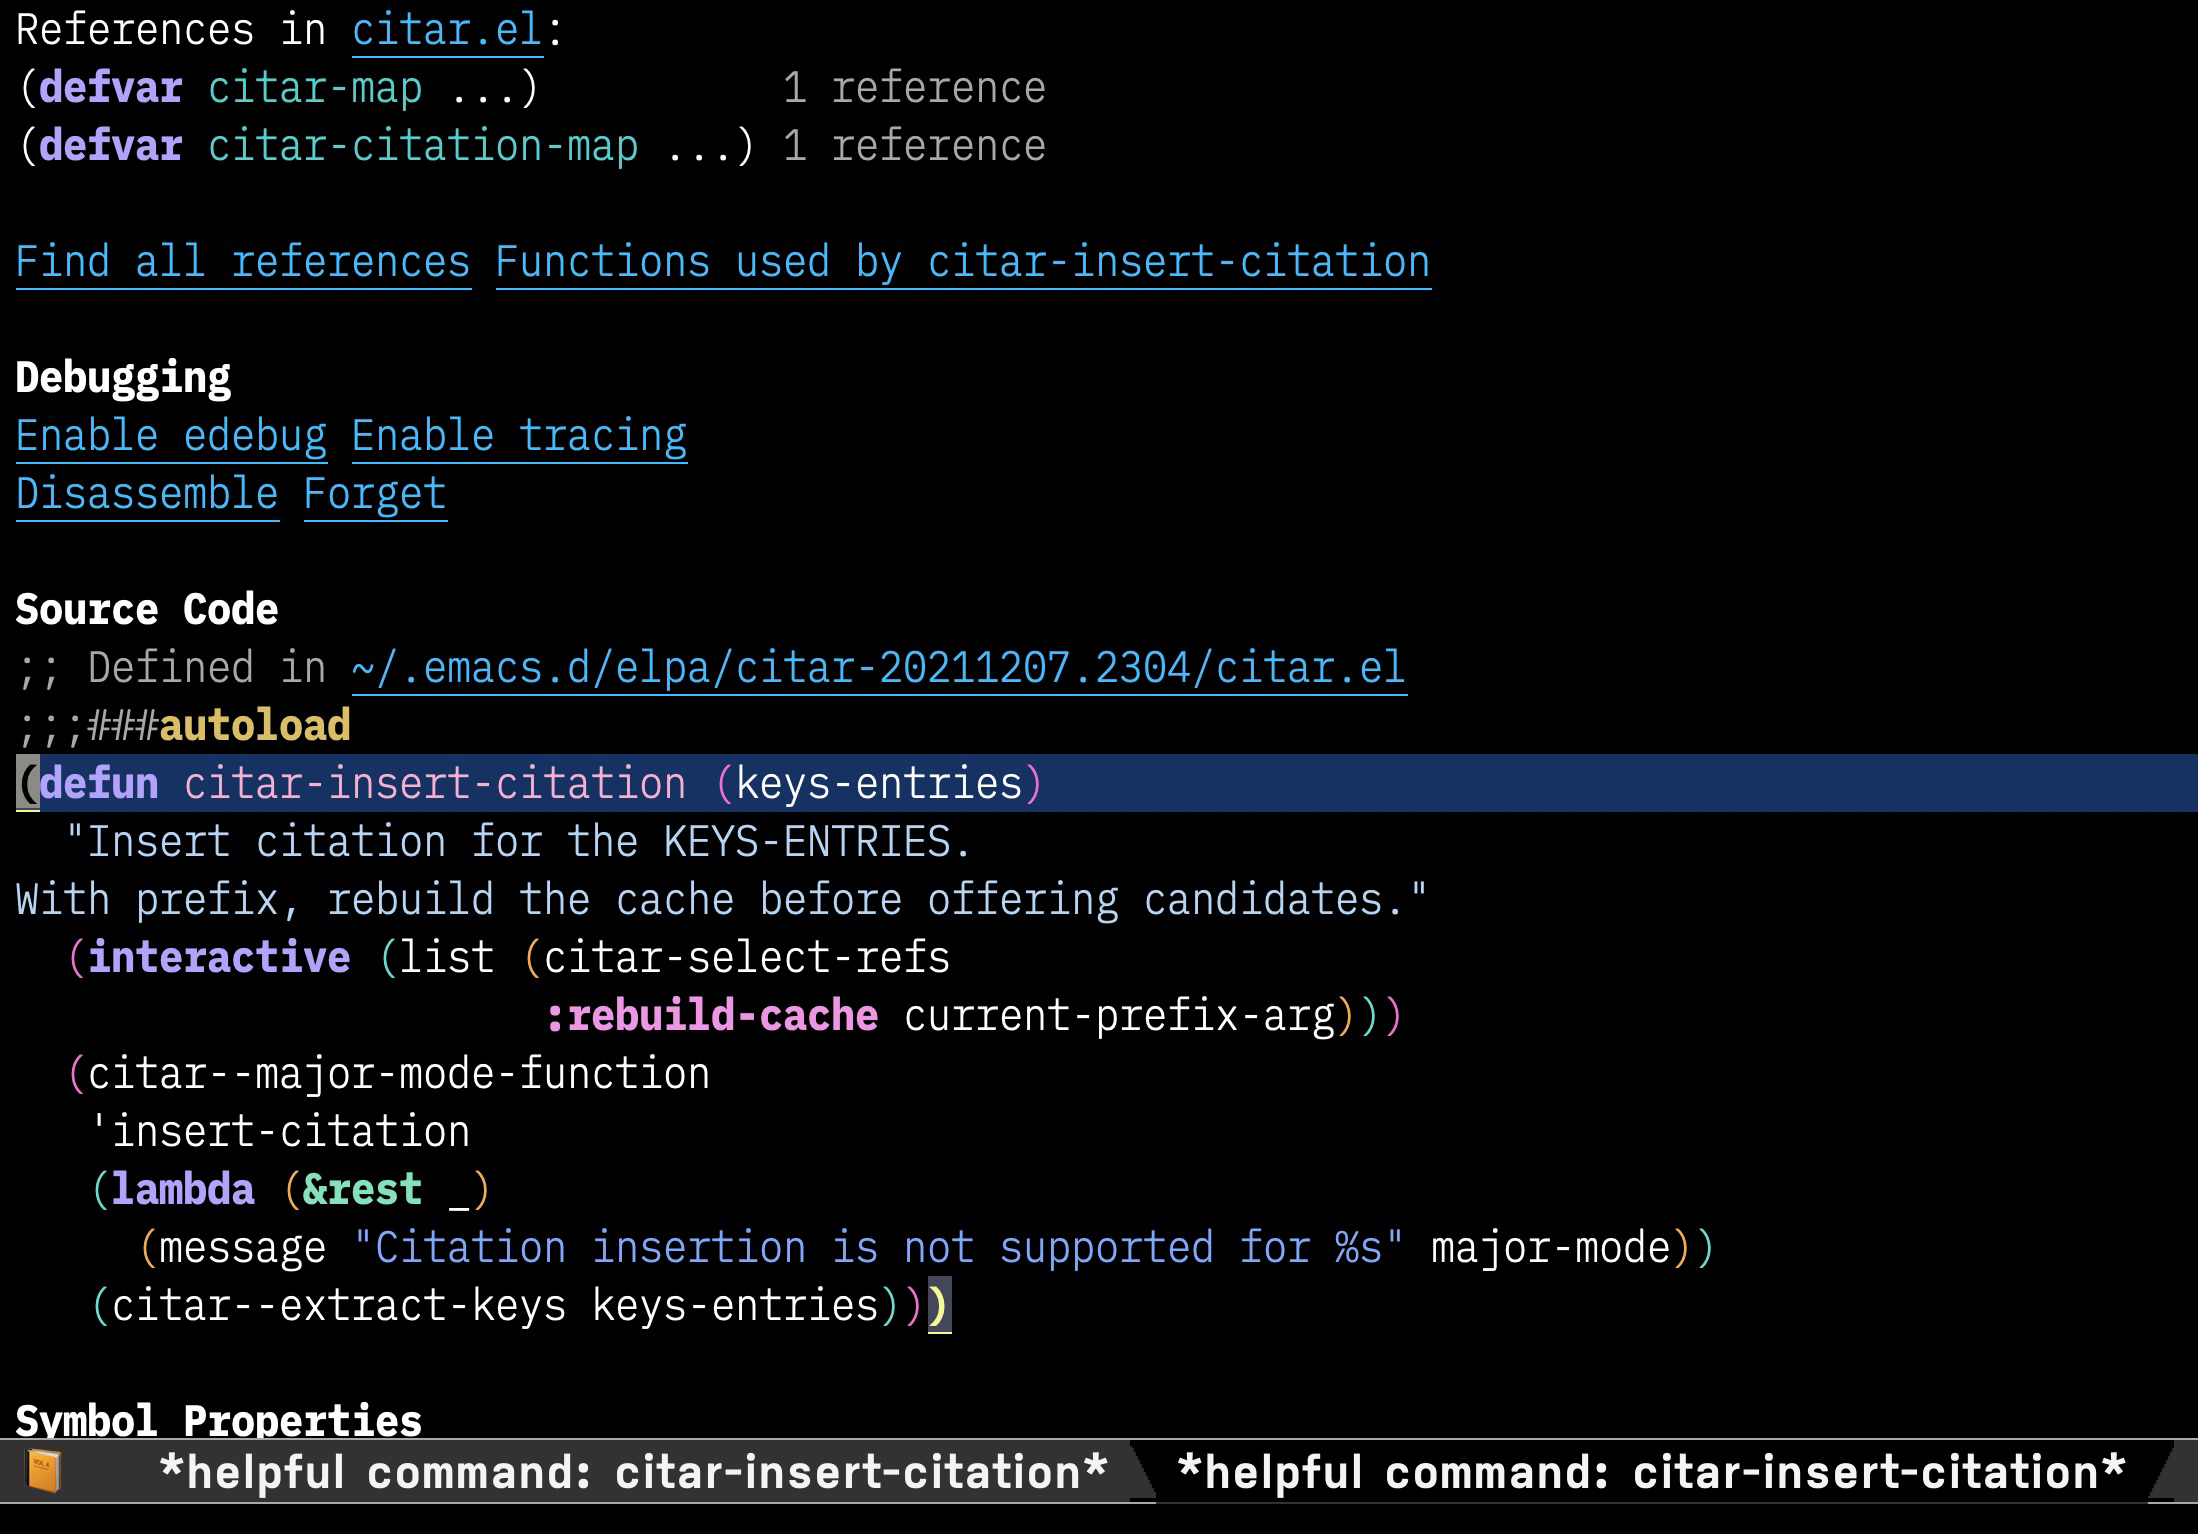 References in citar.el:
(defvar citar-map ...)          1 reference
(defvar citar-citation-map ...) 1 reference
Find all references Functions used by citar-insert-citation
Debugging
Enable edebug Enable tracing
Disassemble Forget
Source Code
;; Defined in ~/.emacs.d/elpa/citar-20211207.2304/citar.el
;;;###autoload
(defun citar-insert-citation (keys-entries)
  "Insert citation for the KEYS-ENTRIES.
With prefix, rebuild the cache before offering candidates."
  (interactive (list (citar-select-refs
                      :rebuild-cache current-prefix-arg)))
  (citar--major-mode-function
   'insert-citation
   (lambda (&rest _)
     (message "Citation insertion is not supported for %s" major-mode))
   (citar--extract-keys keys-entries)))
Symbol Properties
*helpful command: citar-insert-citation* *helpful command: citar-insert-citation*